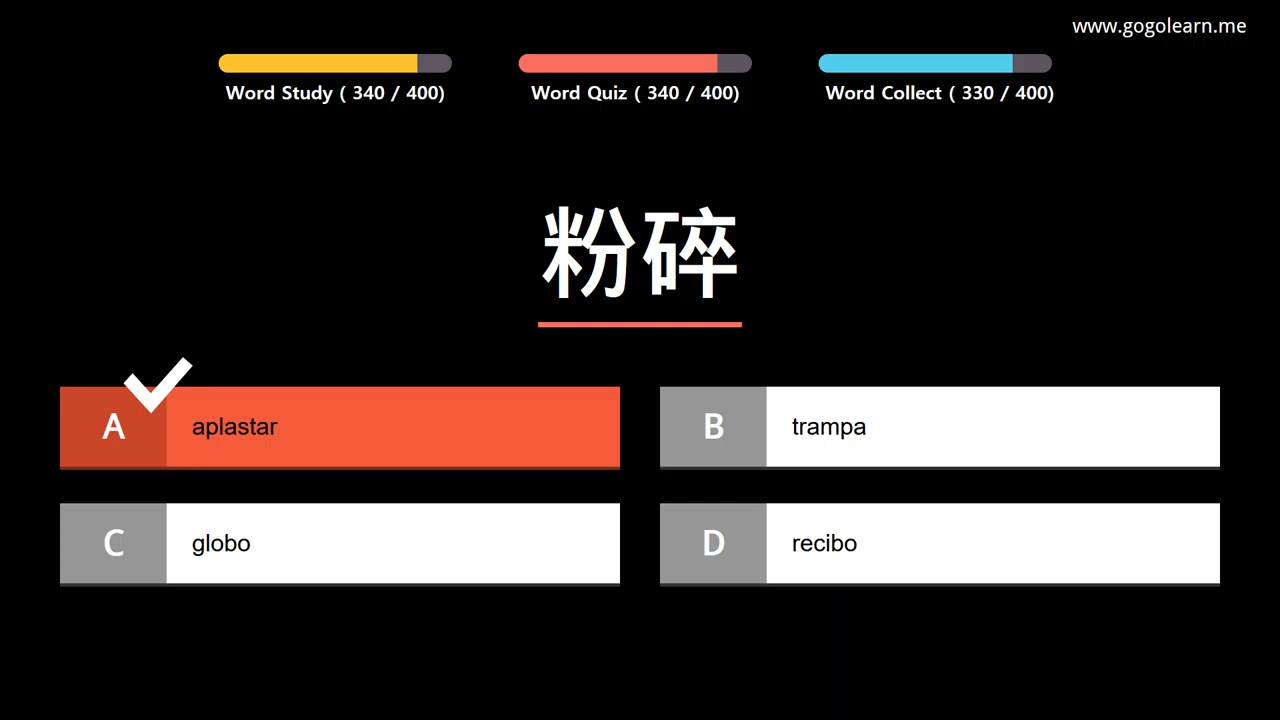 www.gogolearn.me
Word Study ( 340 / 400)
Word Quiz ( 340 / 400)
Word Collect ( 330 / 400)
粉碎
A aplastar
B trampa
C globo
D recibo